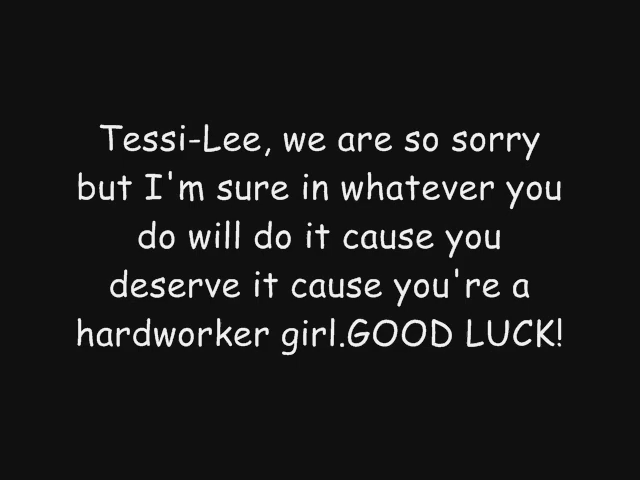 Tessi-Lee, we are so sorry
but I'm sure in whatever you
do will do it cause you
deserve it cause you're a
hardworker girl.GOOD LUCK!